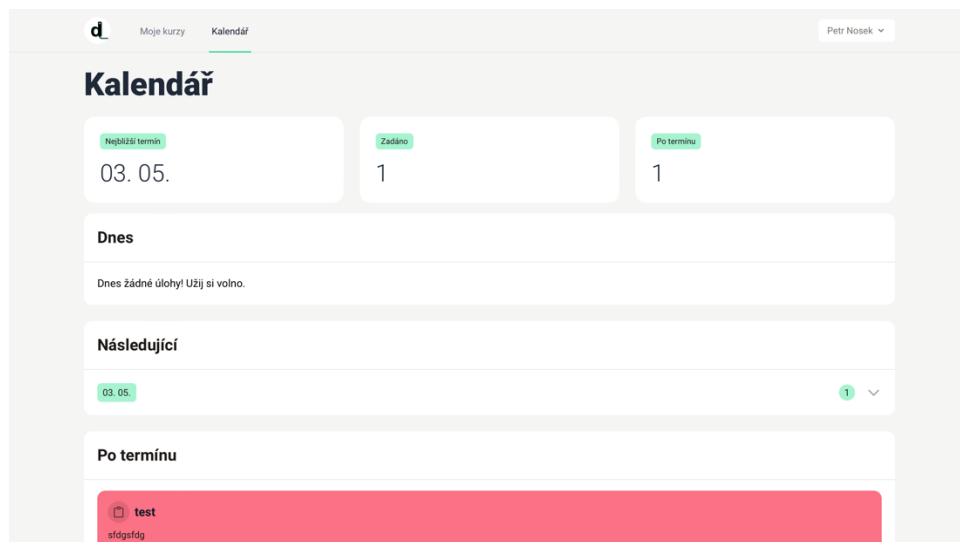 d_
Moje kurzy
Kalendář
Petr Nosek
Kalendář
Nejbližší termín
03. 05.
Zadáno
1
Po termínu
1
Dnes
Dnes žádné úlohy! Užij si volno.
Následující
03. 05.
1
Po termínu
test
sfdgsfdg